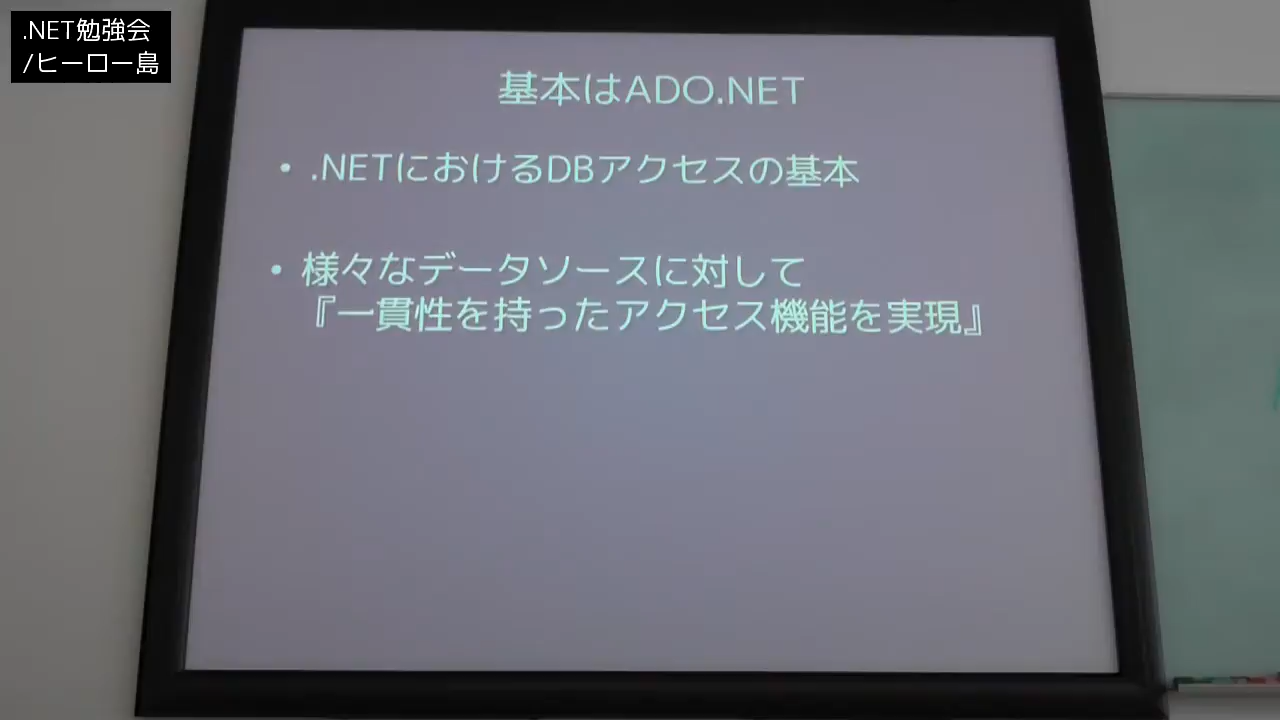 .NET勉強会
/ヒーロー島
基本はADO.NET
• .NETにおけるDBアクセスの基本
• 様々なデータソースに対して
『一貫性を持ったアクセス機能を実現』